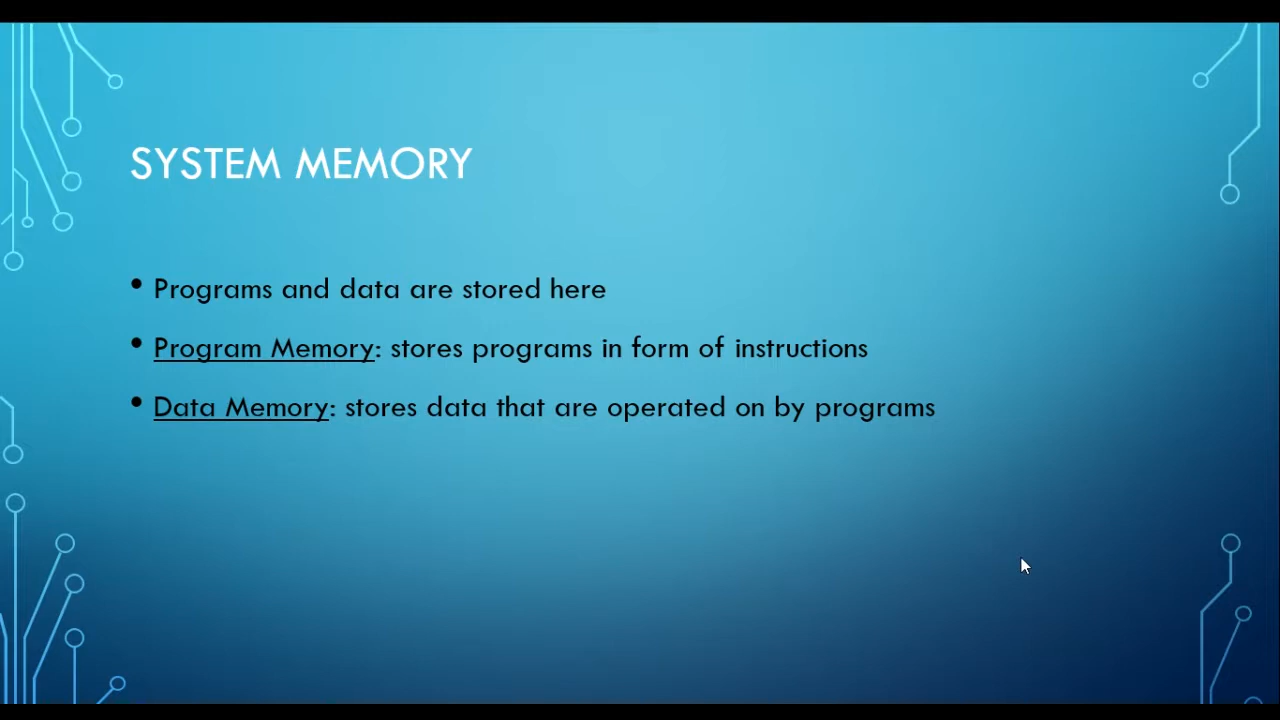 SYSTEM MEMORY
• Programs and data are stored here
• Program Memory: stores programs in form of instructions
• Data Memory: stores data that are operated on by programs